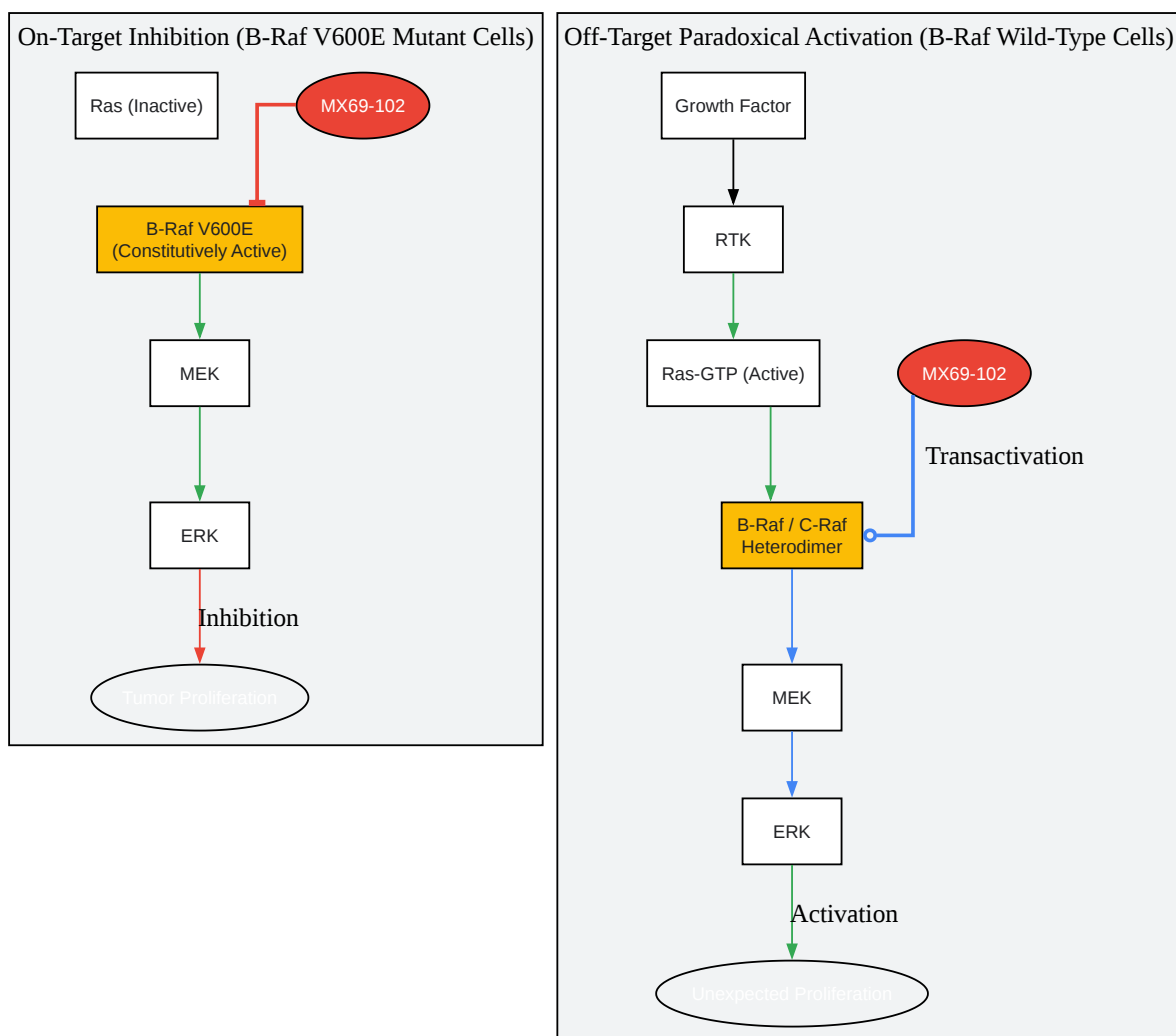 On-Target Inhibition (B-Raf V600E Mutant Cells)
Ras (Inactive)
MX69-102
B-Raf V600E
(Constitutively Active)
MEK
ERK
Inhibition
Tumor Proliferation
Off-Target Paradoxical Activation (B-Raf Wild-Type Cells)
Growth Factor
RTK
Ras-GTP (Active)
MX69-102
Transactivation
B-Raf / C-Raf
Heterodimer
MEK
ERK
Activation
Unexpected Proliferation